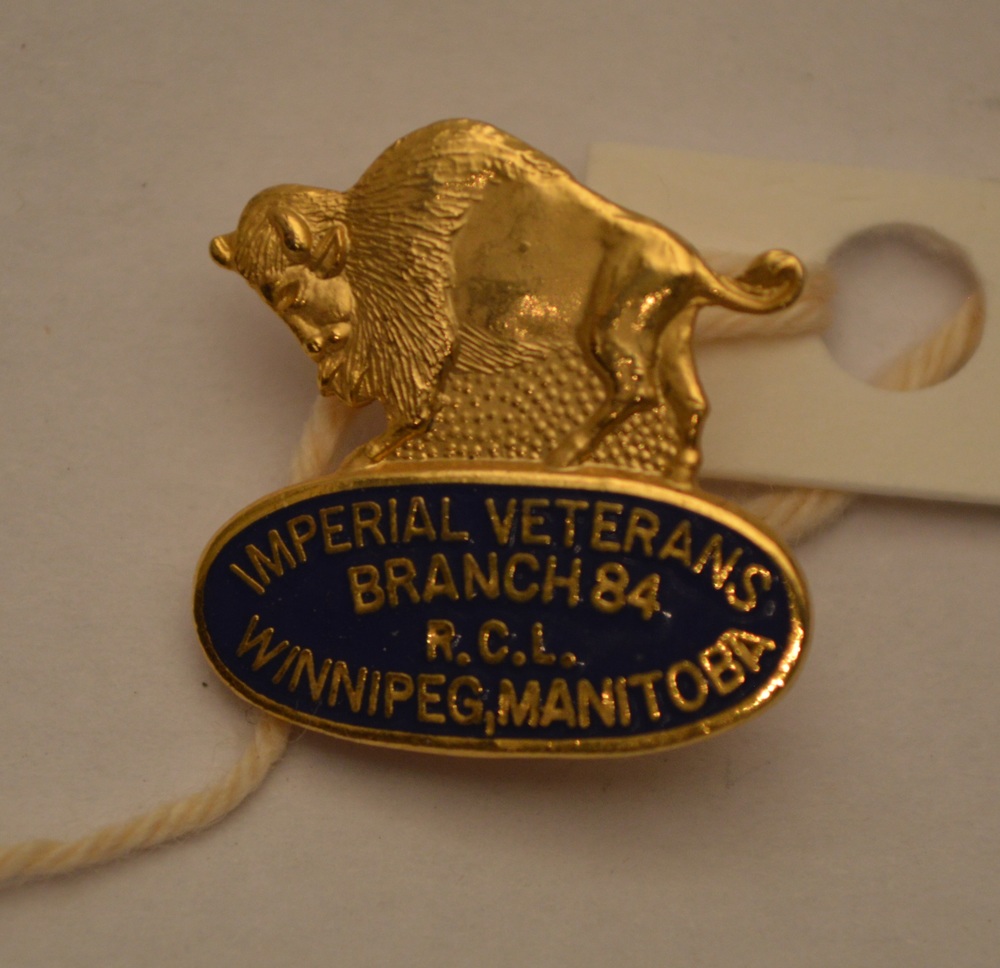 IMPERIAL VETERANS
BRANCH 84
R.C.L.
WINNIPEG, MANITOBA